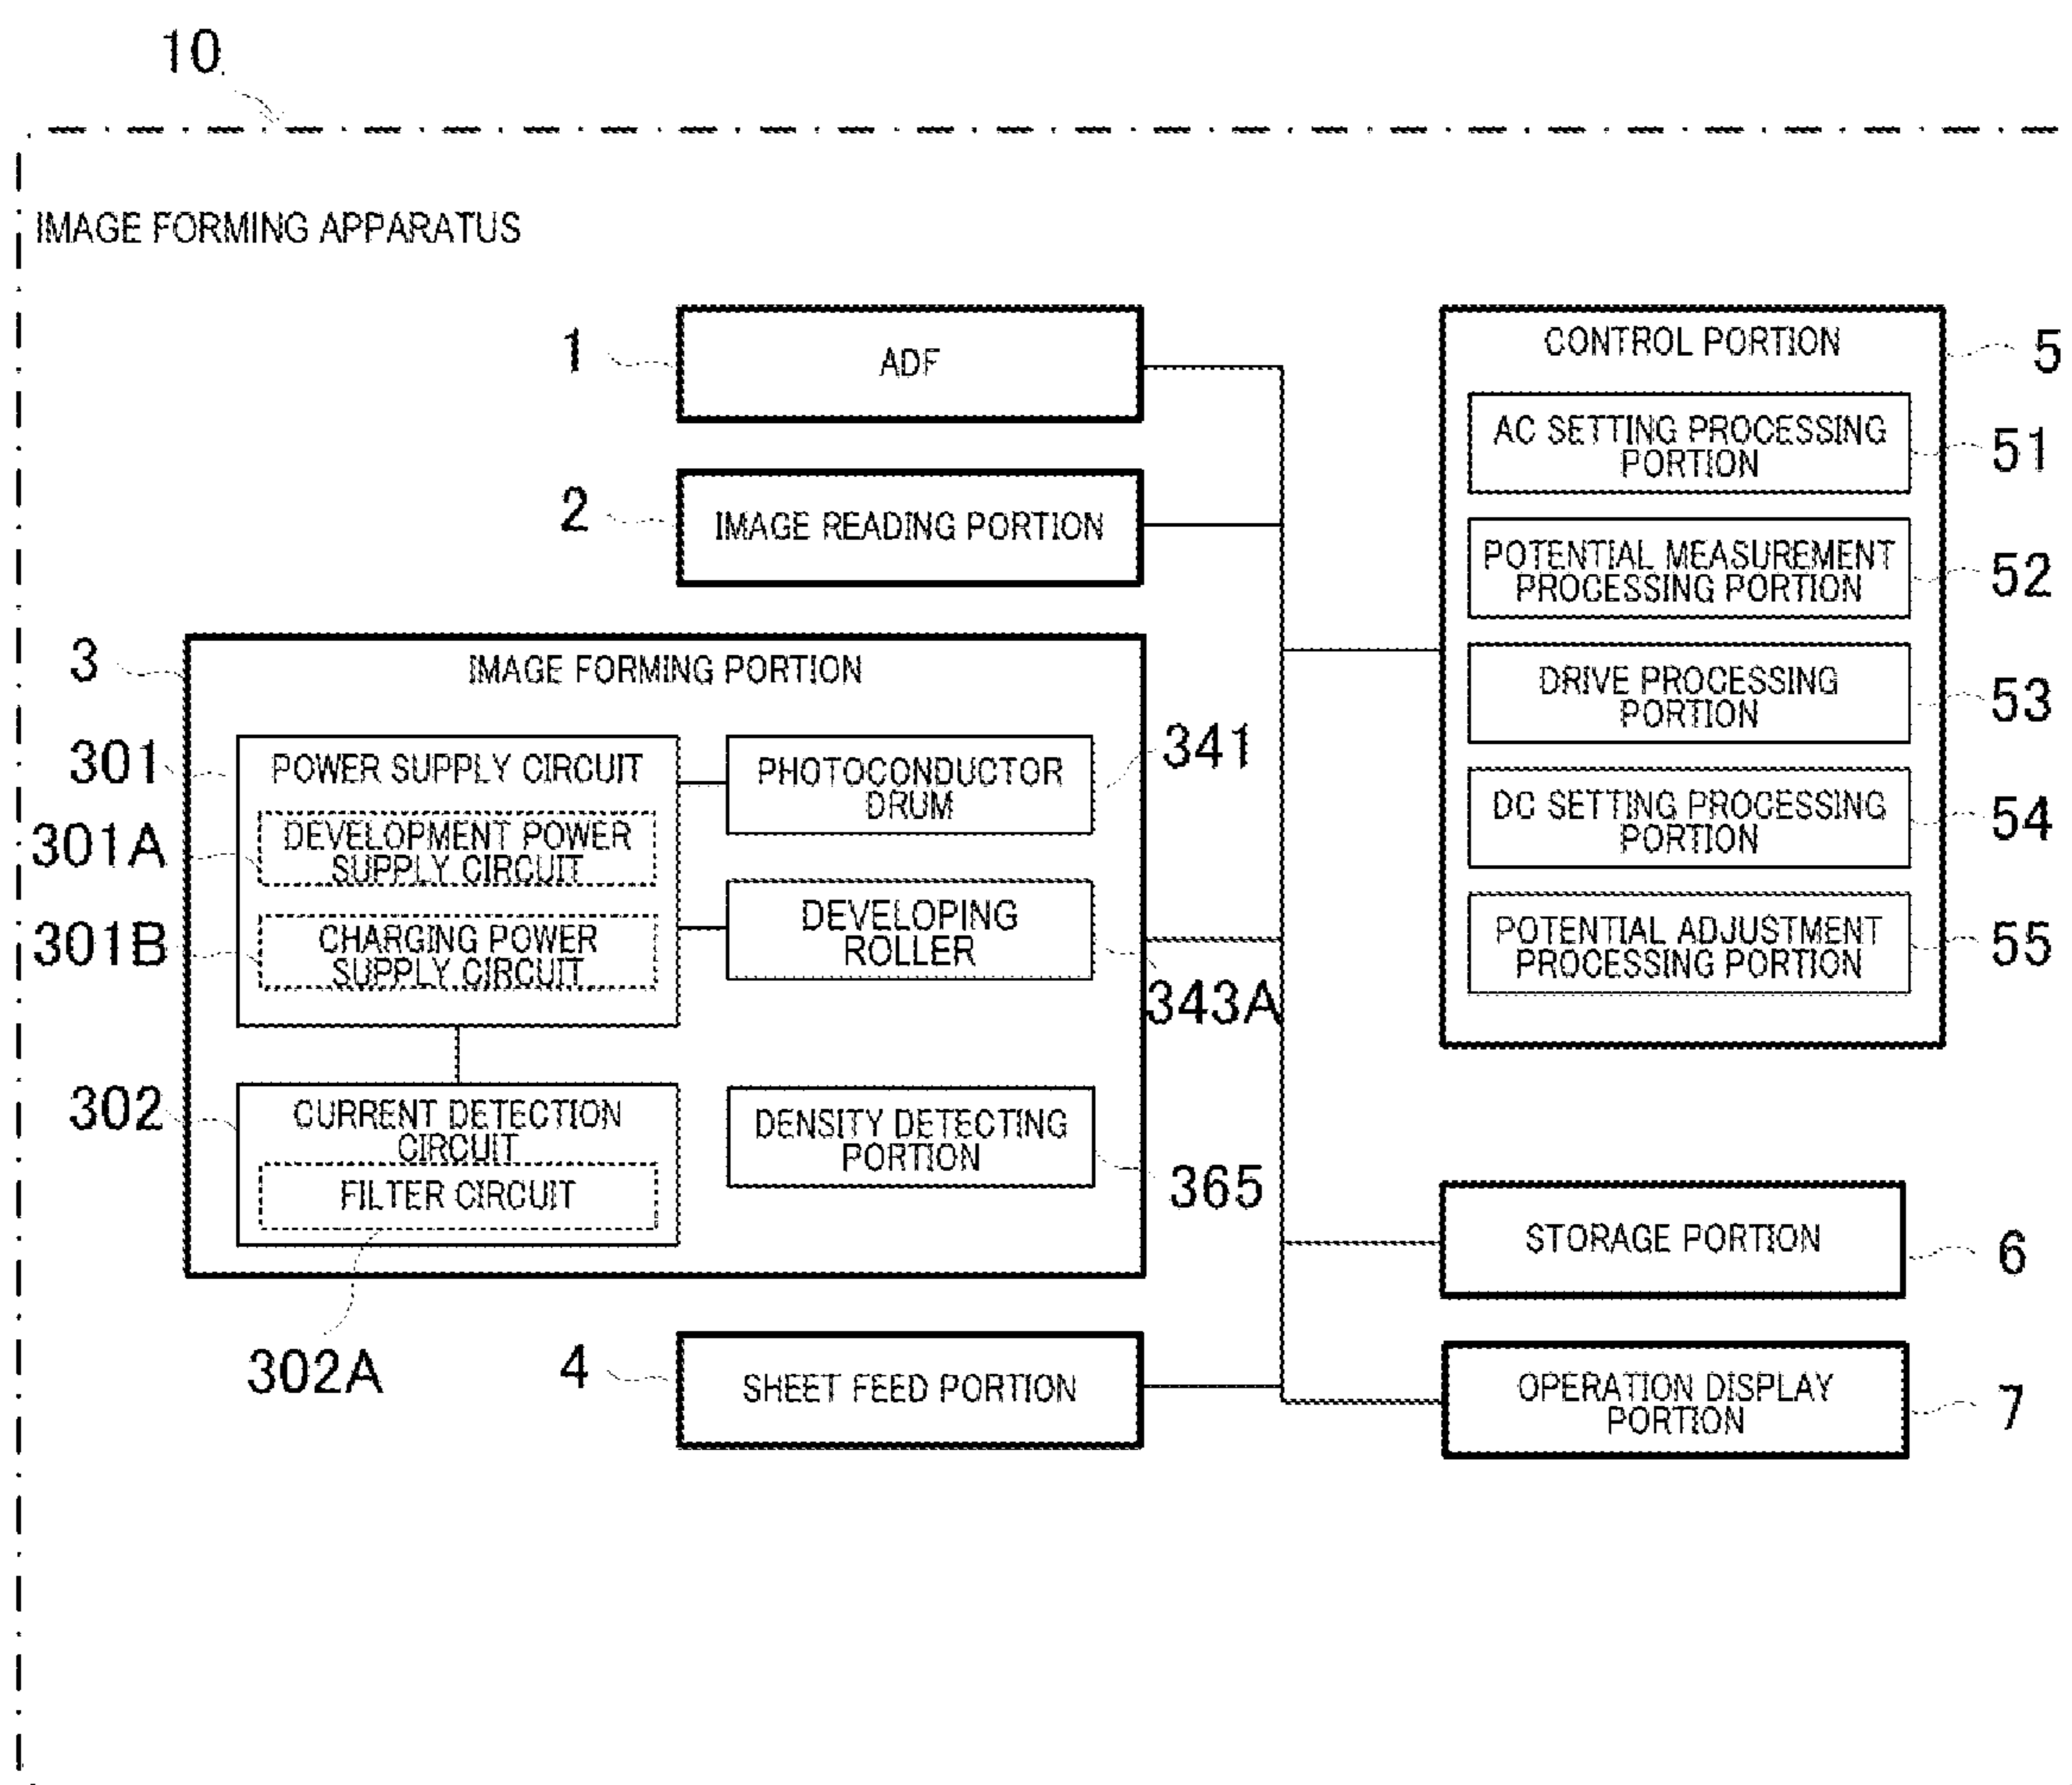 10
IMAGE FORMING APPARATUS
1
ADF
2
IMAGE READING PORTION
3
IMAGE FORMING PORTION
301
POWER SUPPLY CIRCUIT
301A
DEVELOPMENT POWER
SUPPLY CIRCUIT
301B
CHARGING POWER
SUPPLY CIRCUIT
PHOTOCONDUCTOR
DRUM
341
DEVELOPING
ROLLER
343A
302
CURRENT DETECTION
CIRCUIT
FILTER CIRCUIT
302A
DENSITY DETECTING
PORTION
365
4
SHEET FEED PORTION
CONTROL PORTION
5
AC SETTING PROCESSING
PORTION
51
POTENTIAL MEASUREMENT
PROCESSING PORTION
52
DRIVE PROCESSING
PORTION
53
DC SETTING PROCESSING
PORTION
54
POTENTIAL ADJUSTMENT
PROCESSING PORTION
55
STORAGE PORTION
6
OPERATION DISPLAY
PORTION
7